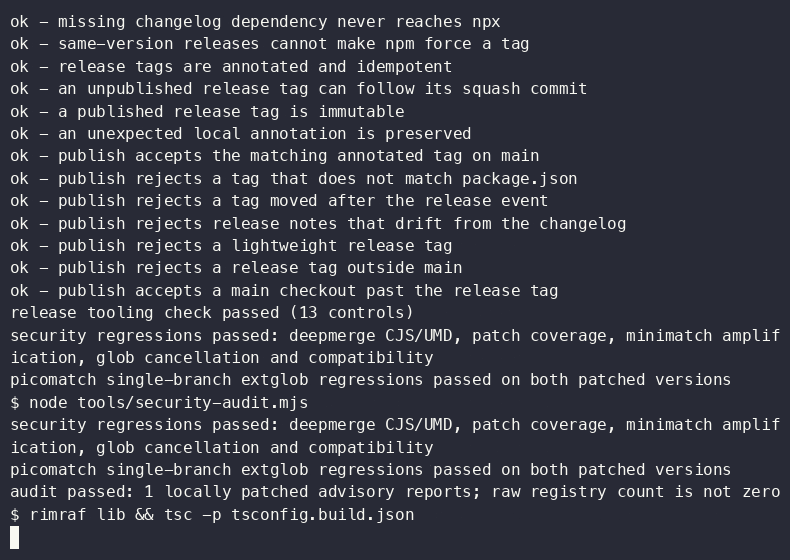 ok – missing changelog dependency never reaches npx
ok – same–version releases cannot make npm force a tag
ok – release tags are annotated and idempotent
ok – an unpublished release tag can follow its squash commit
ok – a published release tag is immutable
ok – an unexpected local annotation is preserved
ok – publish accepts the matching annotated tag on main
ok – publish rejects a tag that does not match package.json
ok – publish rejects a tag moved after the release event
ok – publish rejects release notes that drift from the changelog
ok – publish rejects a lightweight release tag
ok – publish rejects a release tag outside main
ok – publish accepts a main checkout past the release tag
release tooling check passed (13 controls)
security regressions passed: deepmerge CJS/UMD, patch coverage, minimatch amplif
ication, glob cancellation and compatibility
picomatch single–branch extglob regressions passed on both patched versions
$ node tools/security–audit.mjs
security regressions passed: deepmerge CJS/UMD, patch coverage, minimatch amplif
ication, glob cancellation and compatibility
picomatch single–branch extglob regressions passed on both patched versions
audit passed: 1 locally patched advisory reports; raw registry count is not zero
$ rimraf lib && tsc –p tsconfig.build.json